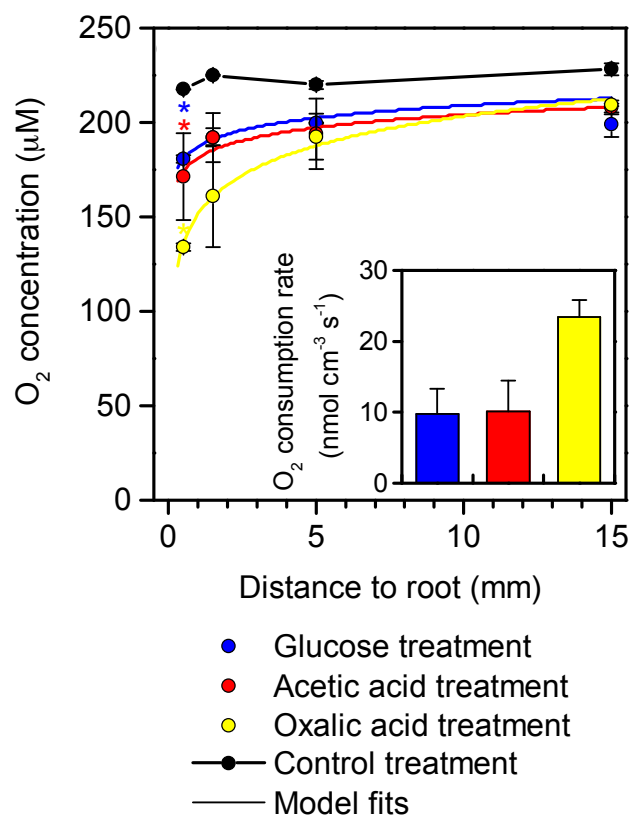 250
200
150
100
50
0
O₂ concentration (µM)
*
*
*
30
20
10
0
O₂ consumption rate
(nmol cm⁻³ s⁻¹)
0
5
10
15
Distance to root (mm)
Glucose treatment
Acetic acid treatment
Oxalic acid treatment
Control treatment
Model fits